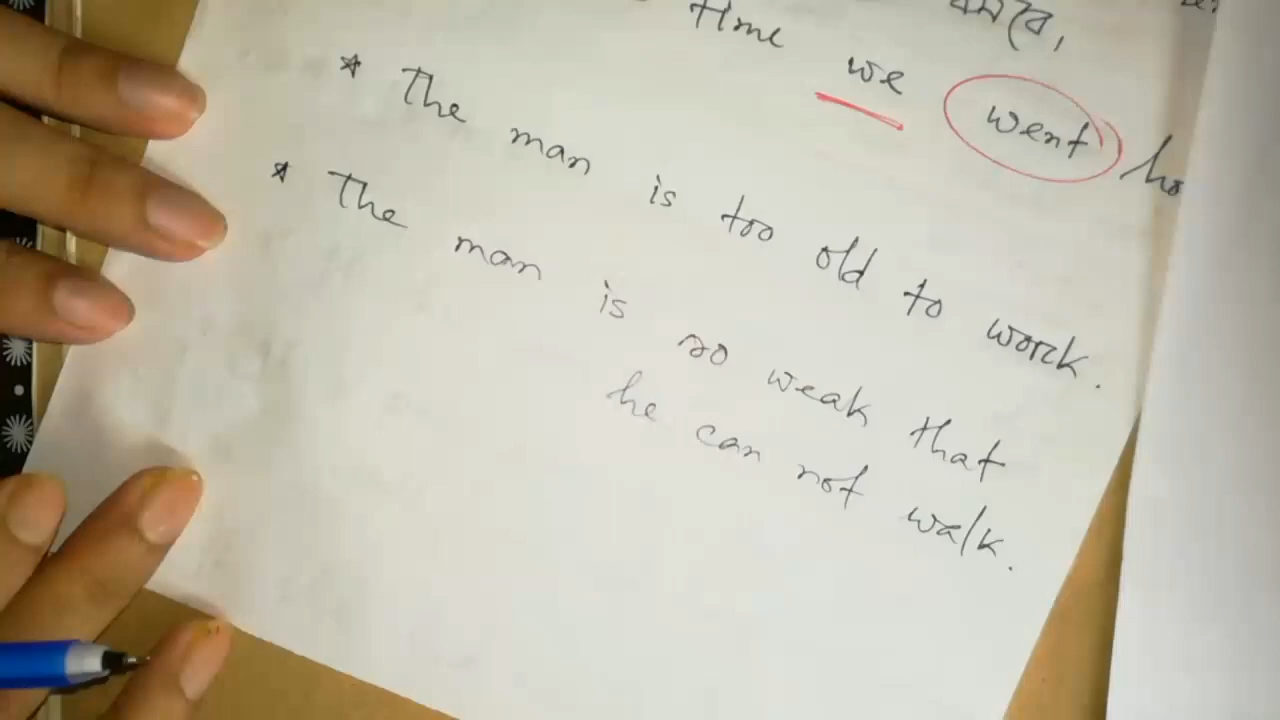 time we went
* The man is too old to work.
* The man is so weak that
he can not walk.